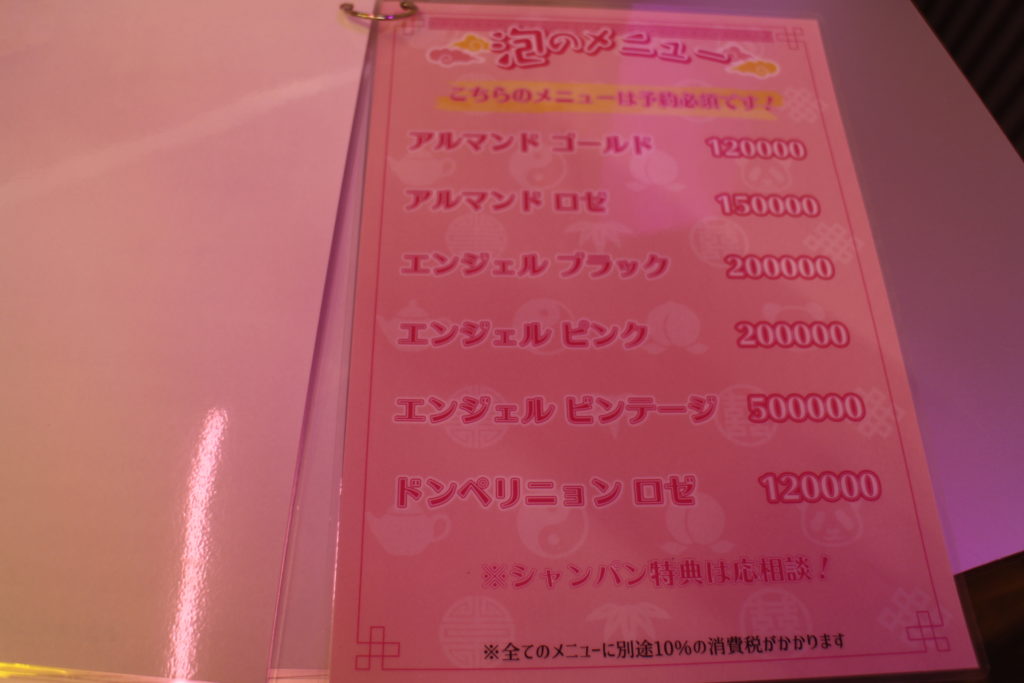 泡のメニュー
こちらのメニューは予約必須です！
アルマンド ゴールド 120000
アルマンド ロゼ 150000
エンジェル ブラック 200000
エンジェル ピンク 200000
エンジェル ビンテージ 500000
ドンペリニョン ロゼ 120000
※シャンパン特典は応相談！
※全てのメニューに別途10%の消費税がかかります